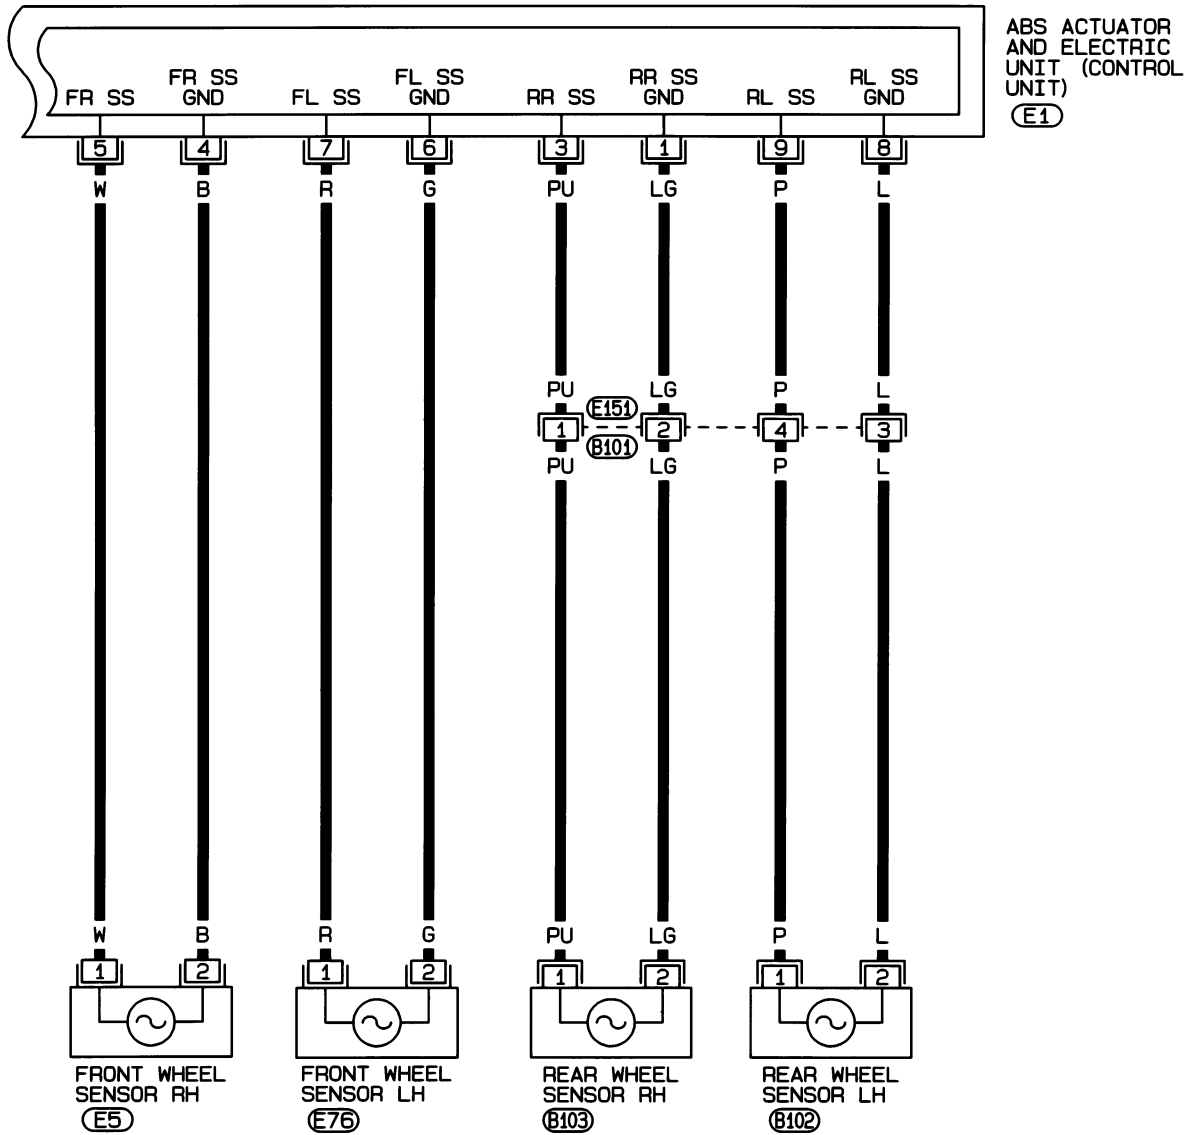 ABS ACTUATOR
AND ELECTRIC
UNIT (CONTROL
UNIT)
E1
FR SS
FR SS
GND
FL SS
FL SS
GND
RR SS
RR SS
GND
RL SS
RL SS
GND
5 4 7 6 3 1 9 8
W B R G PU LG P L
PU LG P L
E151
1 2 4 3
B101
PU LG P L
W B R G PU LG P L
1 2 1 2 1 2 1 2
FRONT WHEEL
SENSOR RH
E5
FRONT WHEEL
SENSOR LH
E76
REAR WHEEL
SENSOR RH
B103
REAR WHEEL
SENSOR LH
B102